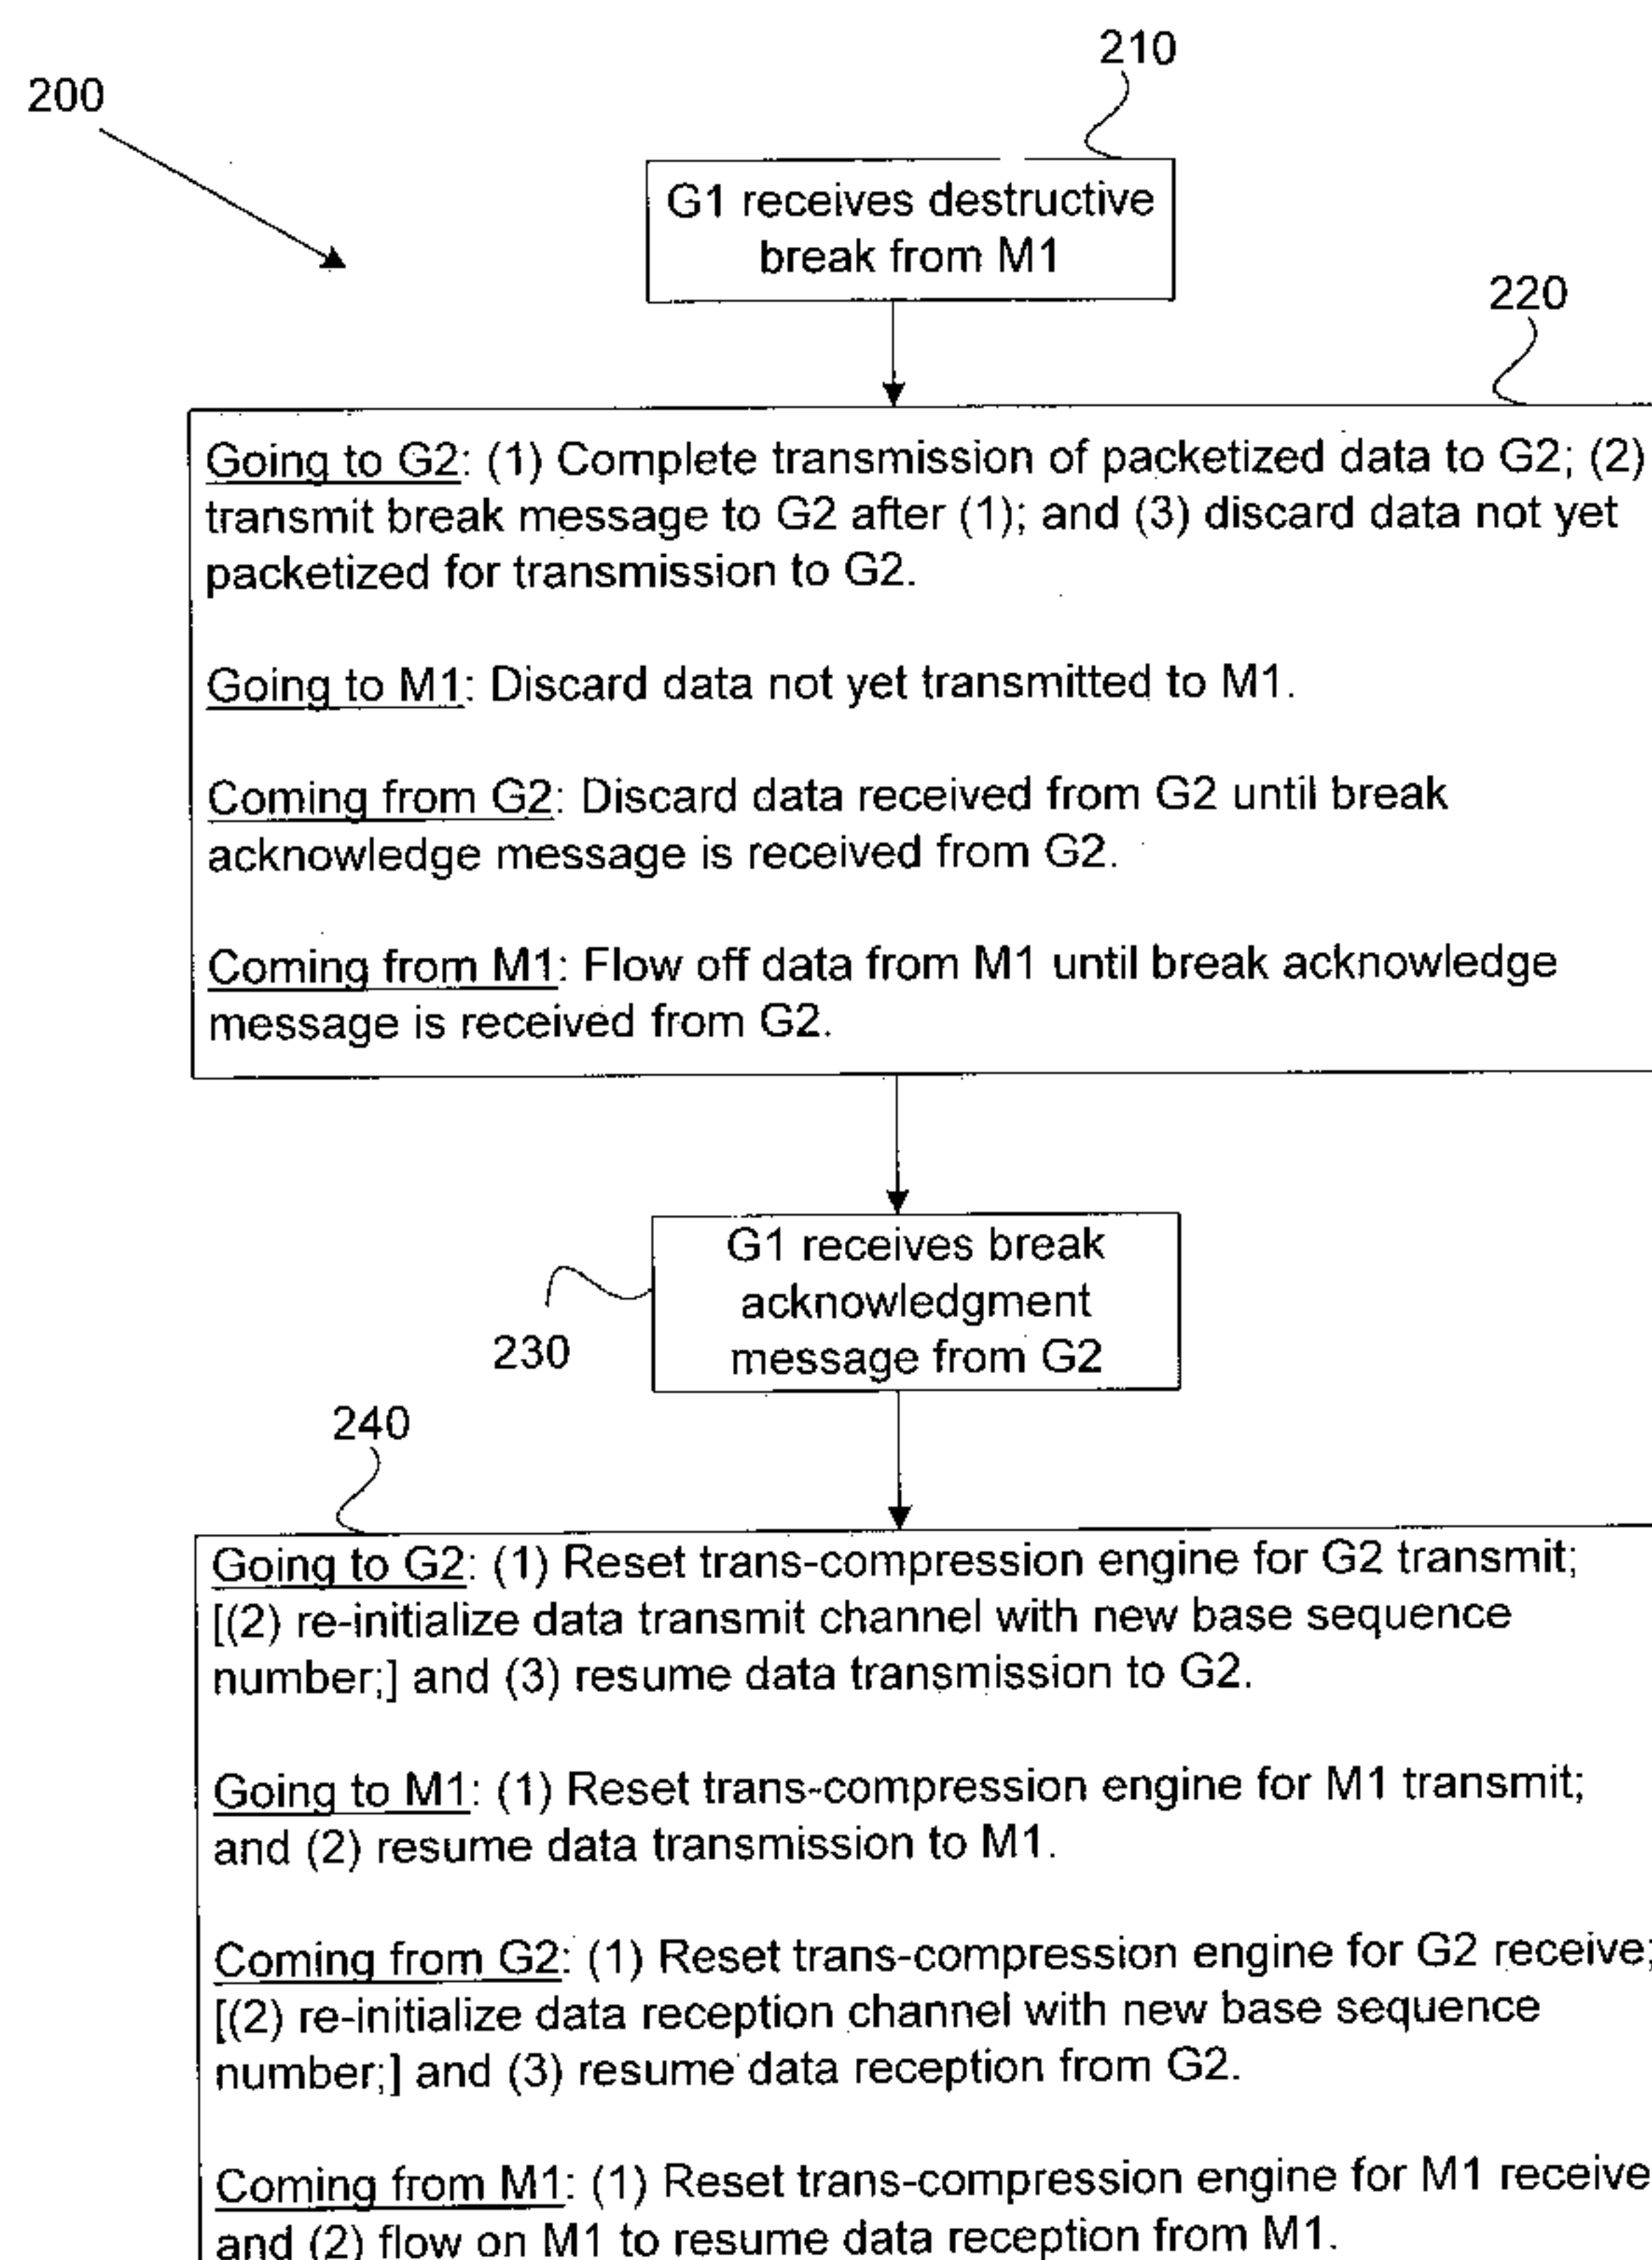 210
200
G1 receives destructive
break from M1
220
Going to G2: (1) Complete transmission of packetized data to G2; (2)
transmit break message to G2 after (1); and (3) discard data not yet
packetized for transmission to G2.
Going to M1: Discard data not yet transmitted to M1.
Coming from G2: Discard data received from G2 until break
acknowledge message is received from G2.
Coming from M1: Flow off data from M1 until break acknowledge
message is received from G2.
G1 receives break
acknowledgment
message from G2
230
240
Going to G2: (1) Reset trans-compression engine for G2 transmit;
[(2) re-initialize data transmit channel with new base sequence
number;] and (3) resume data transmission to G2.
Going to M1: (1) Reset trans-compression engine for M1 transmit;
and (2) resume data transmission to M1.
Coming from G2: (1) Reset trans-compression engine for G2 receive;
[(2) re-initialize data reception channel with new base sequence
number;] and (3) resume data reception from G2.
Coming from M1: (1) Reset trans-compression engine for M1 receive
and (2) flow on M1 to resume data reception from M1.